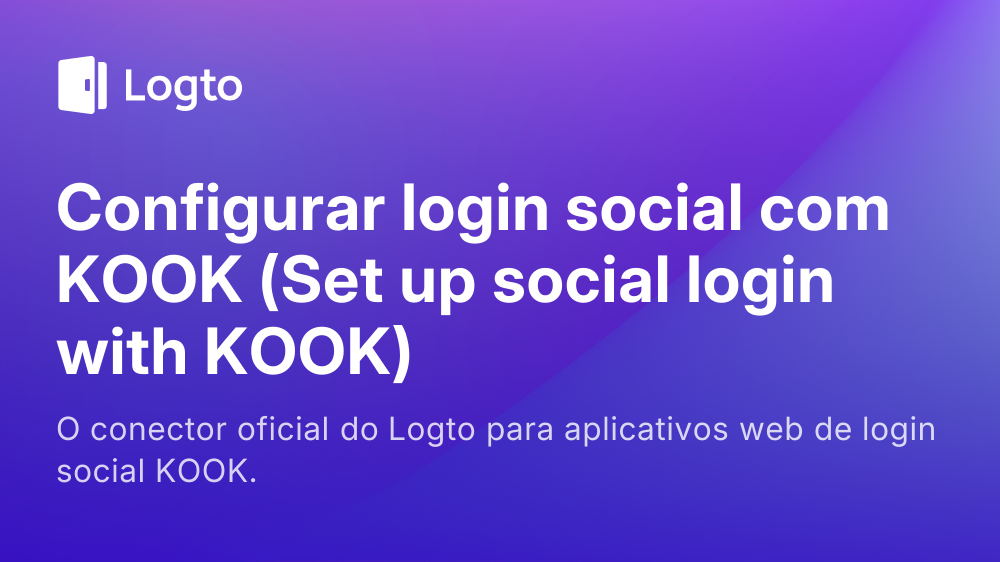 Logto
Configurar login social com
KOOK (Set up social login
with KOOK)
O conector oficial do Logto para aplicativos web de login
social KOOK.